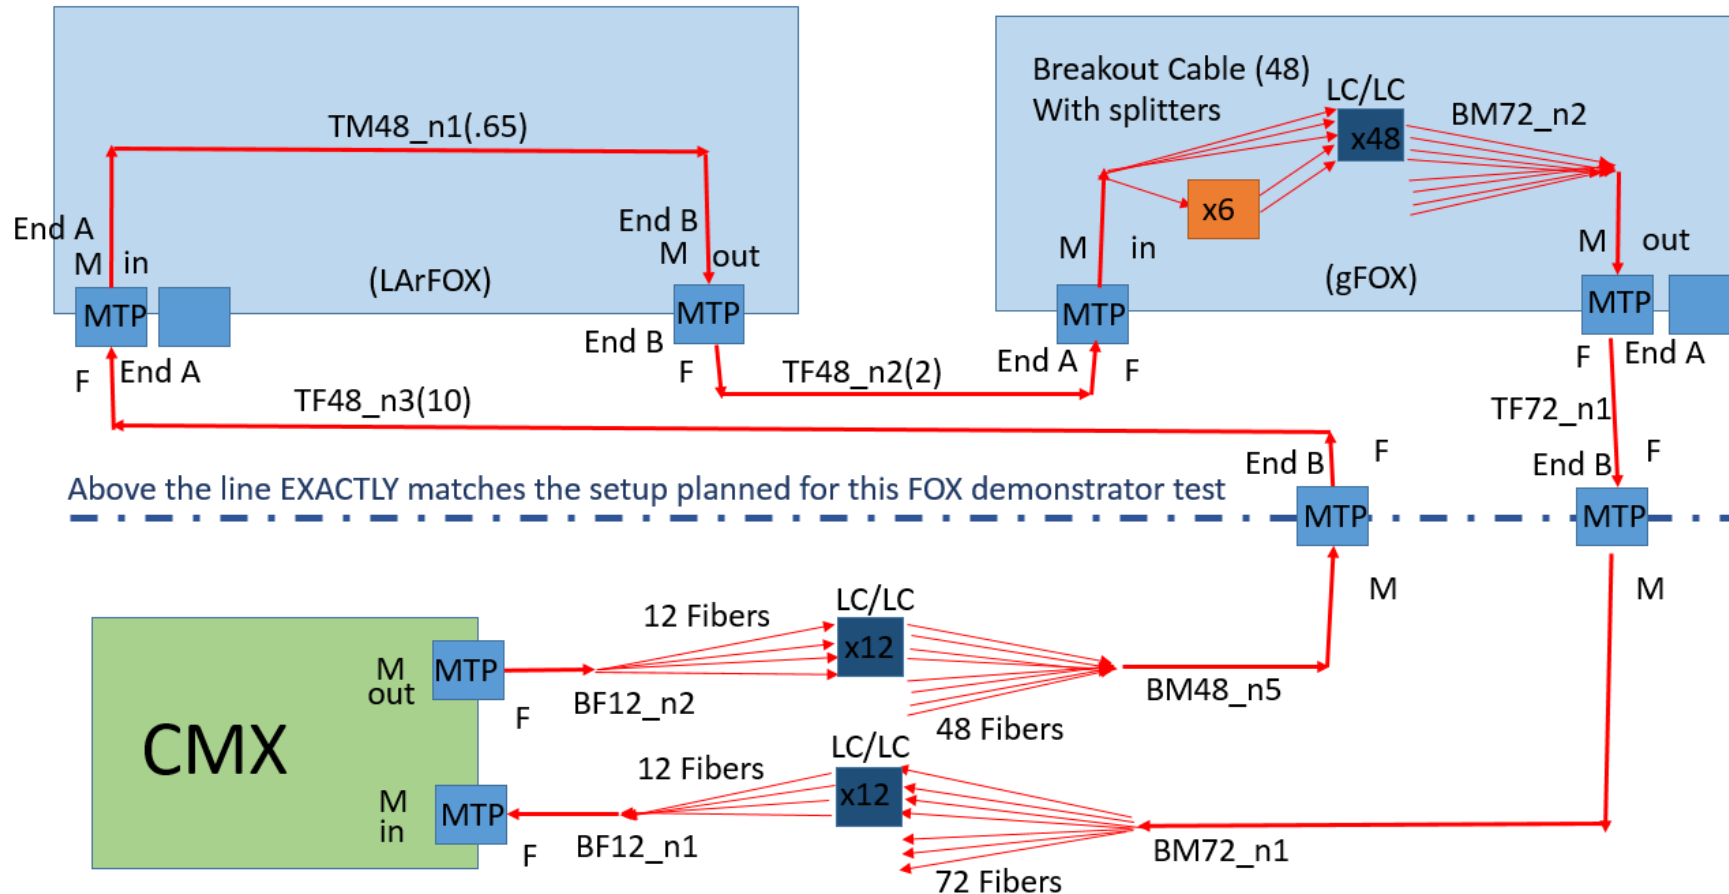 Breakout Cable (48)
With splitters
LC/LC
x48
BM72_n2
x6
TM48_n1(.65)
End A
M in
End B
M out
(LArFOX)
M in
(gFOX)
M out
MTP
MTP
MTP
MTP
End A
F
End B
F
End A
F
F End A
TF48_n2(2)
TF48_n3(10)
TF72_n1
End B
F
End B
F
Above the line EXACTLY matches the setup planned for this FOX demonstrator test
MTP
MTP
M
M
12 Fibers
LC/LC
x12
M
out
MTP
F
BF12_n2
BM48_n5
48 Fibers
CMX
12 Fibers
LC/LC
x12
M
in
MTP
F
BF12_n1
BM72_n1
72 Fibers